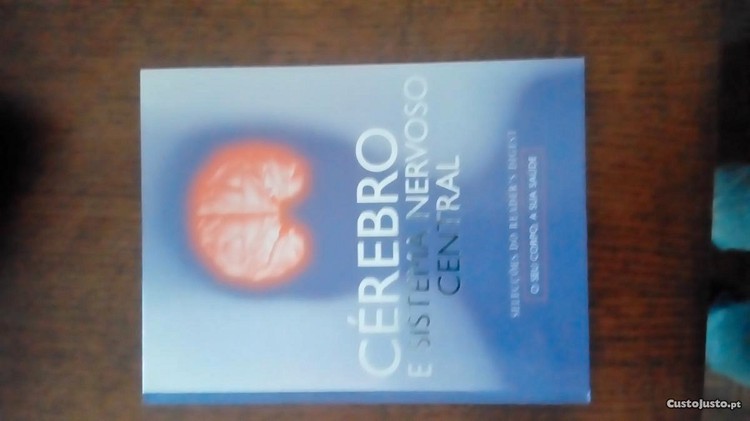 CÉREBRO
E SISTEMA NERVOSO
CENTRAL
SELECÇÕES DO READER'S DIGEST
O SEU CORPO, A SUA SAÚDE
CustoJusto.pt